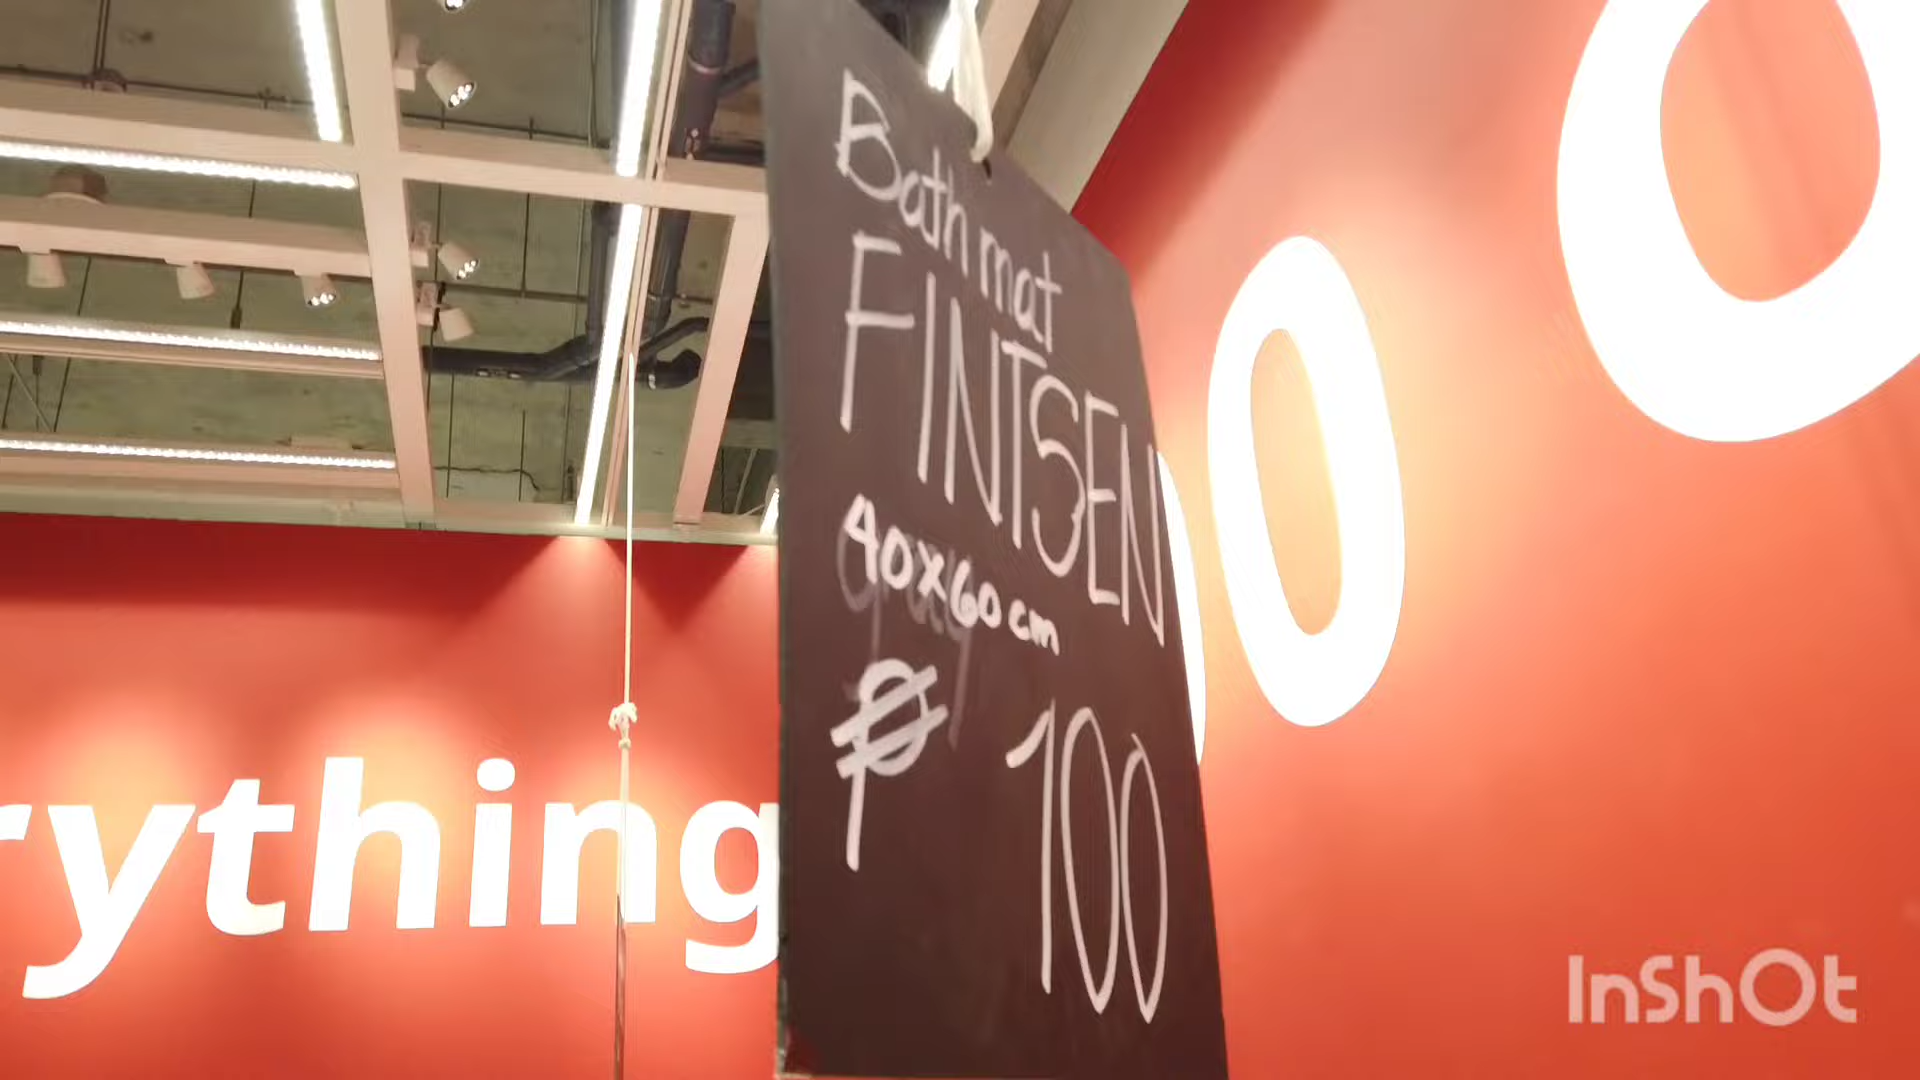 Bath mat
FINTSEN
40x60 cm
₱ 100
rything
InShOt